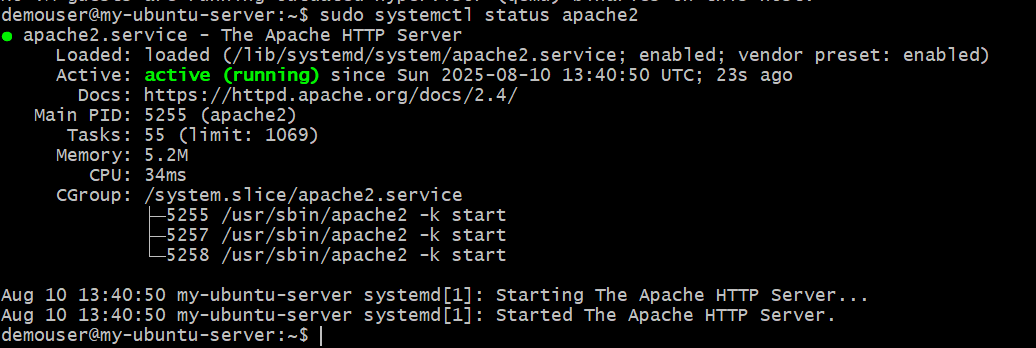 demouser@my-ubuntu-server:~$ sudo systemctl status apache2
● apache2.service - The Apache HTTP Server
     Loaded: loaded (/lib/systemd/system/apache2.service; enabled; vendor preset: enabled)
     Active: active (running) since Sun 2025-08-10 13:40:50 UTC; 23s ago
       Docs: https://httpd.apache.org/docs/2.4/
   Main PID: 5255 (apache2)
      Tasks: 55 (limit: 1069)
     Memory: 5.2M
        CPU: 34ms
     CGroup: /system.slice/apache2.service
             ├─5255 /usr/sbin/apache2 -k start
             ├─5257 /usr/sbin/apache2 -k start
             └─5258 /usr/sbin/apache2 -k start

Aug 10 13:40:50 my-ubuntu-server systemd[1]: Starting The Apache HTTP Server...
Aug 10 13:40:50 my-ubuntu-server systemd[1]: Started The Apache HTTP Server.
demouser@my-ubuntu-server:~$